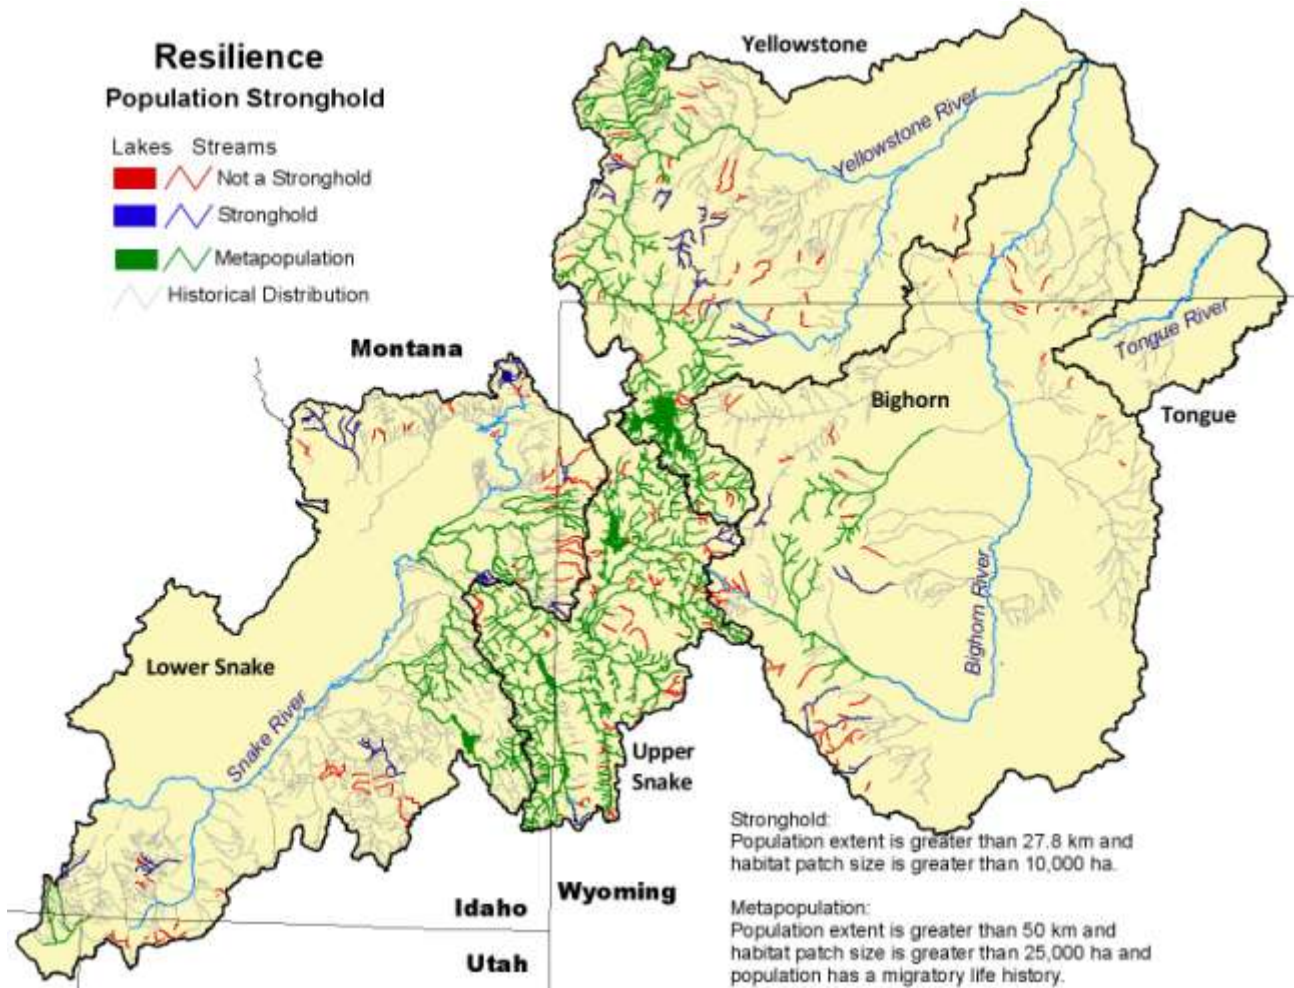 Resilience
Population Stronghold
Lakes Streams
Not a Stronghold
Stronghold
Metapopulation
Historical Distribution
Yellowstone
Yellowstone River
Montana
Bighorn
Tongue River
Tongue
Bighorn River
Lower Snake
Snake River
Upper
Snake
Idaho
Wyoming
Utah
Stronghold:
Population extent is greater than 27.8 km and
habitat patch size is greater than 10,000 ha.
Metapopulation:
Population extent is greater than 50 km and
habitat patch size is greater than 25,000 ha and
population has a migratory life history.